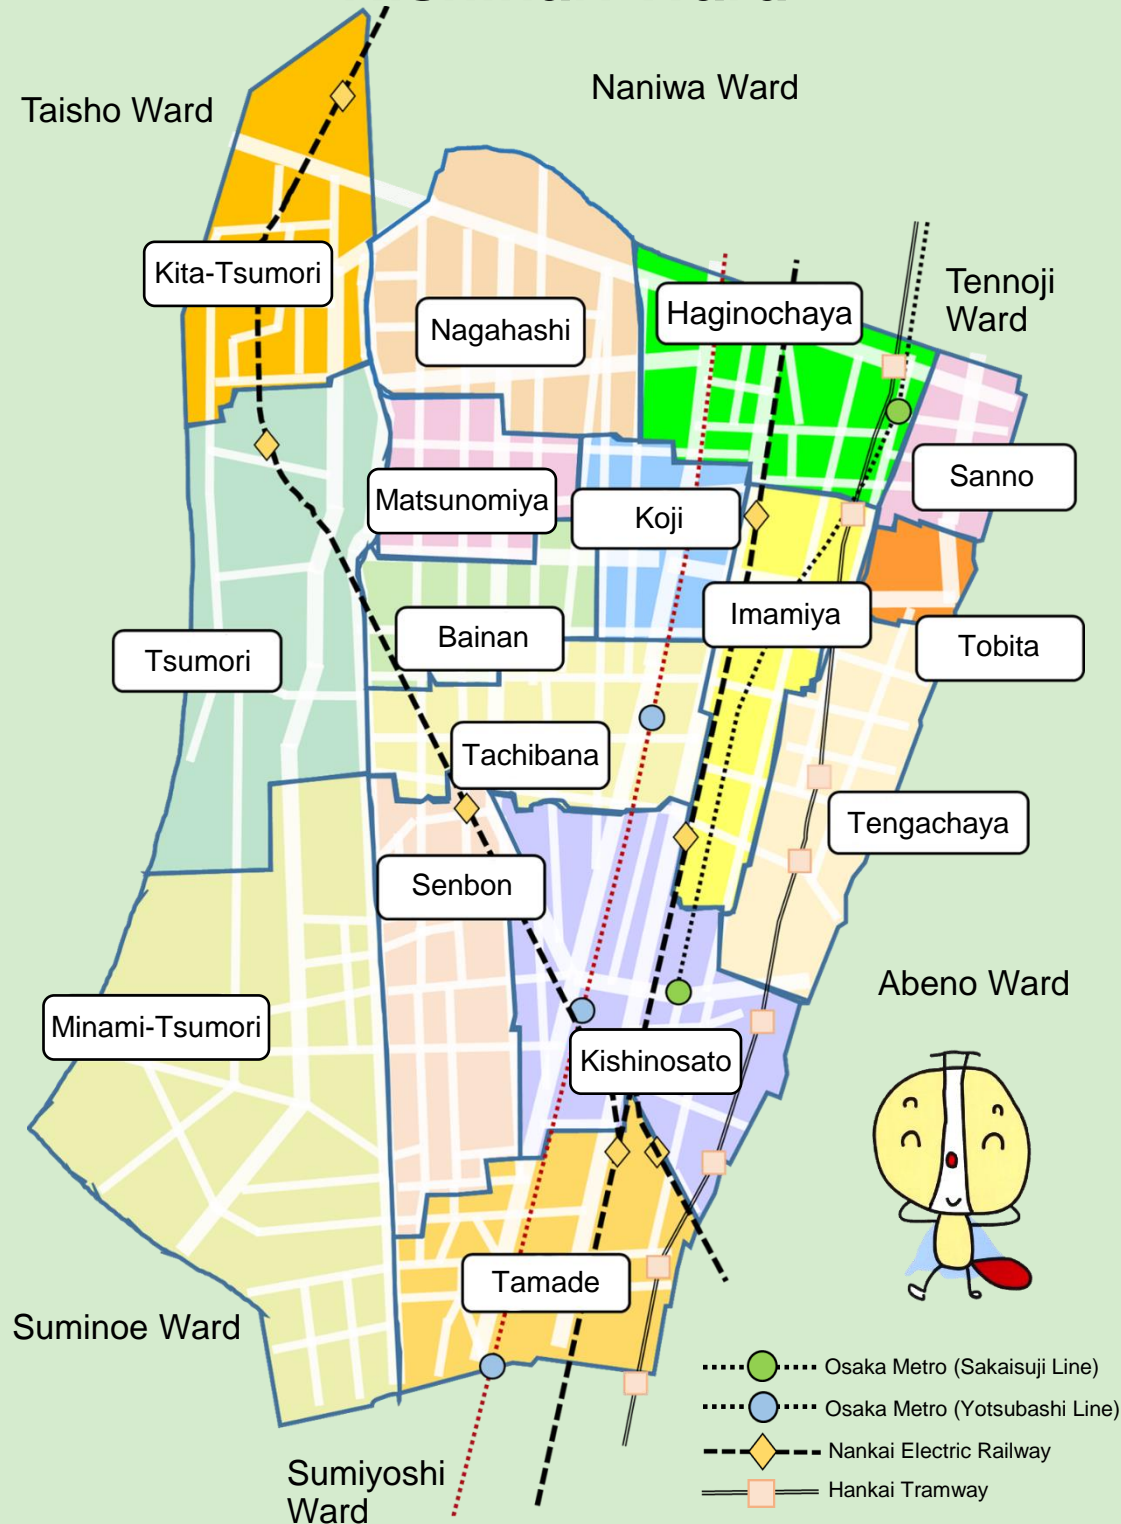 Taisho Ward
Naniwa Ward
Kita-Tsumori
Nagahashi
Haginochaya
Tennoji
Ward
Matsunomiya
Koji
Sanno
Imamiya
Tsumori
Bainan
Tobita
Tachibana
Tengachaya
Senbon
Minami-Tsumori
Abeno Ward
Kishinosato
Tamade
Suminoe Ward
Osaka Metro (Sakaisuji Line)
Osaka Metro (Yotsubashi Line)
Nankai Electric Railway
Hankai Tramway
Sumiyoshi
Ward